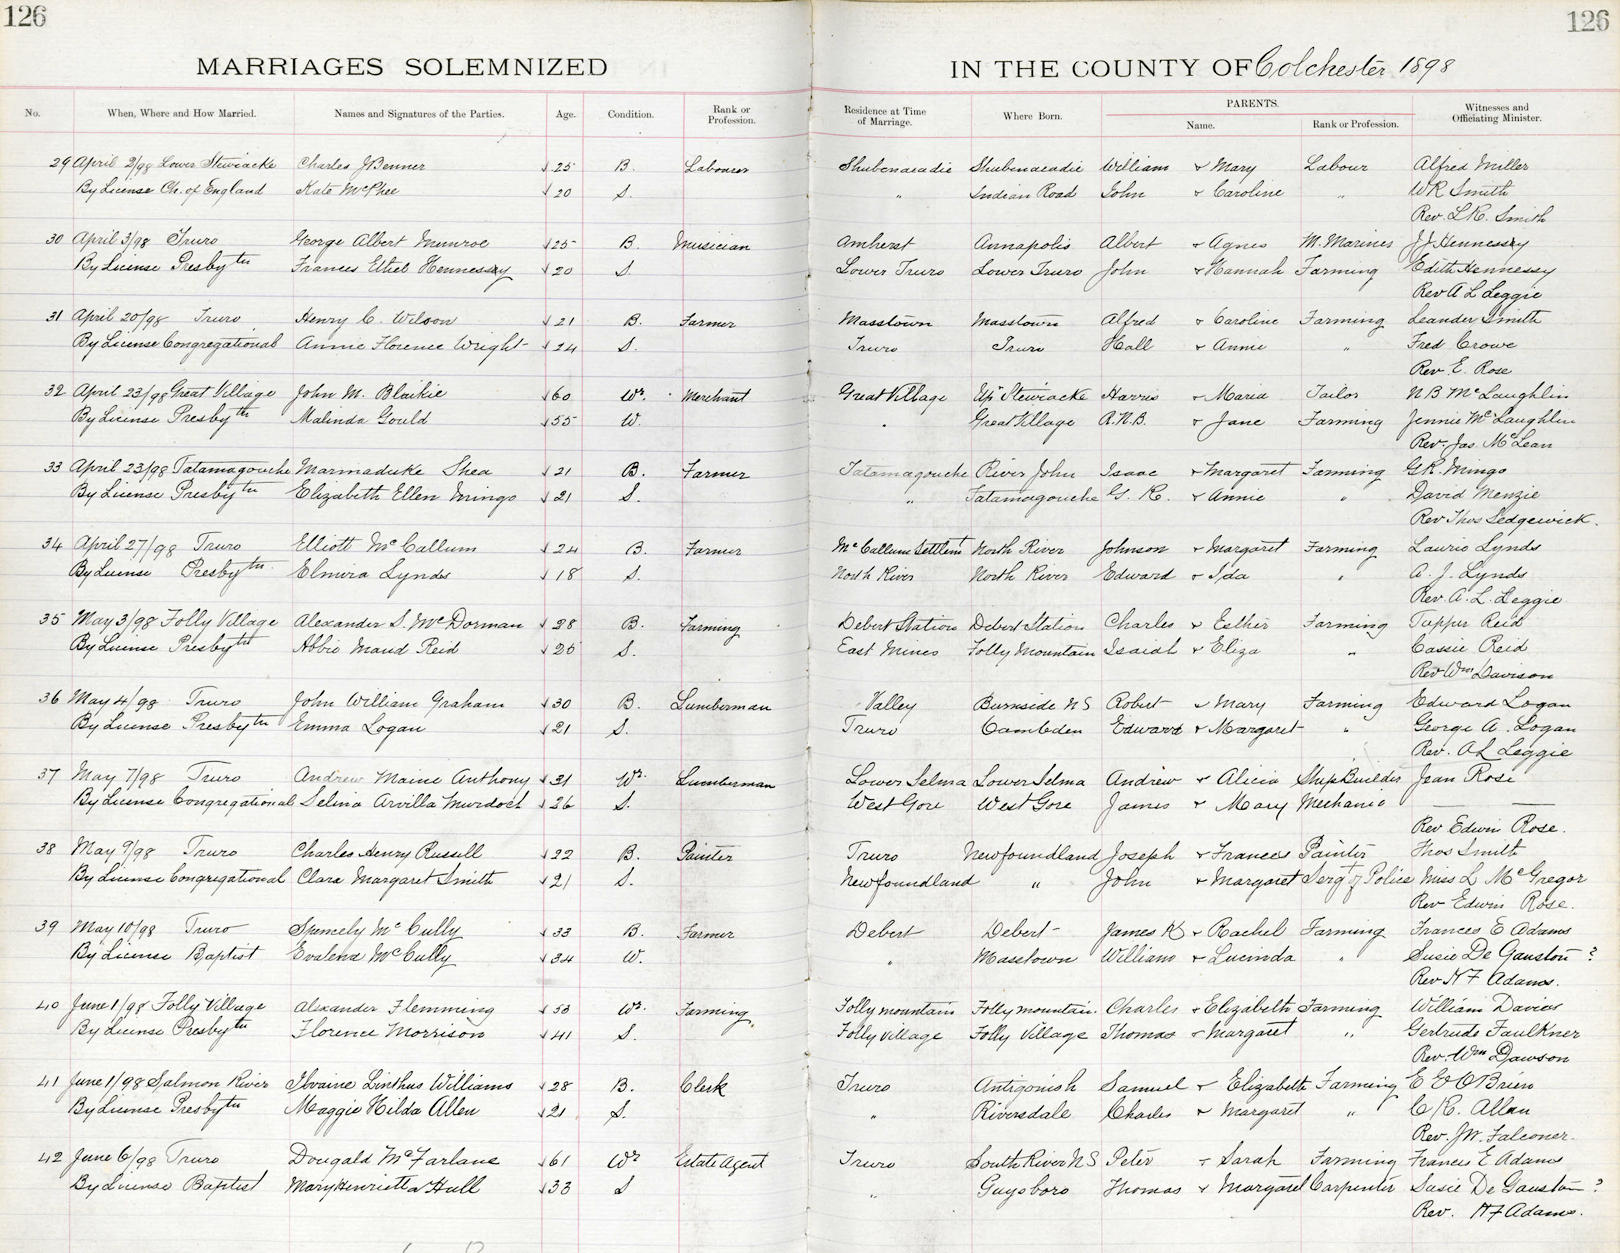 126
126
MARRIAGES SOLEMNIZED IN THE COUNTY OF Colchester 1898
No. When, Where and How Married. Names and Signatures of the Parties. Age. Condition. Rank or Profession. Residence at Time of Marriage. Where Born. PARENTS. Name. Rank or Profession. Witnesses and Officiating Minister.
29 April 2/98 Lower Stewiacke Charles J Benner 25 B. Labourer Shubenacadie Shubenacadie William & Mary Labour Alfred Miller
By License Ch. of England Kate McPhee 20 S. " Indian Road John & Caroline " WR Smith
Rev. L.R. Smith
30 April 3/98 Truro George Albert Munroe 25 B. Musician Amherst Annapolis Albert & Agnes M. Marines J J Hennessy
By License Presbytn Frances Ethel Hennessy 20 S. Lower Truro Lower Truro John & Hannah Farming Edith Hennessy
Rev A L Geggie
31 April 20/98 Truro Henry C. Wilson 21 B. Farmer Masstown Masstown Alfred & Caroline Farming Leander Smith
By License Congregational Annie Florence Wright 24 S. Truro Truro Hall & Annie " Fred Crowe
Rev. E. Rose
32 April 23/98 Great Village John M. Blaikie 60 Wr. Merchant Great Village Up. Stewiacke Harris & Maria Tailor N B McLaughlin
By License Presbytn Malinda Gould 55 W. " Great Village A.N.B. & Jane Farming Jennie McLaughlin
Rev. Jas. McLean
33 April 23/98 Tatamagouche Marmaduke Shea 21 B. Farmer Tatamagouche River John Isaac & Margaret Farming G.R. Mingo
By License Presbytn Elizabeth Ellen Mingo 21 S. " Tatamagouche G. R. & Annie " David Menzie
Rev Thos Sedgewick.
34 April 27/98 Truro Elliott McCallum 24 B. Farmer McCallums Settlemt North River Johnson & Margaret Farming Laurie Lynds
By License Presbytn. Elmira Lynds 18 S. North River North River Edward & Ida " A. J. Lynds
Rev. A. L. Geggie
35 May 3/98 Folly Village Alexander S. McDorman 28 B. Farming Debert Station Debert Station Charles & Esther Farming Tupper Reid
By License Presbytn Abbie Maud Reid 25 S. East Mines Folly Mountain Isaiah & Eliza " Cassie Reid
Rev Wm Davison
36 May 4/98 Truro John William Graham 30 B. Lumberman Valley Burnside N S Robert & Mary Farming Edward Logan
By License Presbytn Emma Logan 21 S. Truro Cambden Edward & Margaret " George A. Logan
Rev. A L Geggie
37 May 7/98 Truro Andrew Maine Anthony 31 Wr. Lumberman Lower Selma Lower Selma Andrew & Alicia Ship Builder Jean Rose
By License Congregational Selina Arvilla Murdoch 26 S. West Gore West Gore James & Mary Mechanic
Rev Edwin Rose.
38 May 9/98 Truro Charles Henry Russell 22 B. Painter Truro Newfoundland Joseph & Frances Painter Thos Smith
By License Congregational Clara Margaret Smith 21 S. Newfoundland " John & Margaret Serg of Police Miss L McGregor
Rev Edwin Rose.
39 May 10/98 Truro Spencely McCully 33 B. Farmer Debert Debert James K & Rachel Farming Frances E Adams
By License Baptist Evalena McCully 34 W. " Masstown William & Lucinda " Susie De Gauston ?
Rev H F Adams.
40 June 1/98 Folly Village Alexander Flemming 53 Wr. Farming Folly mountain Folly mountain. Charles & Elizabeth Farming William Davies
By License Presbytn Florence Morrison 41 S. Folly village Folly Village Thomas & Margaret " Gertrude Faulkner
Rev. Wm Dawson
41 June 1/98 Salmon River Linthus Williams 28 B. Clerk Truro Antigonish Samuel & Elizabeth Farming E E O'Brien
By License Presbytn Maggie Hilda Allen 21 S. " Riversdale Charles & Margaret " C R. Allan
Rev. J.W. Falconer.
42 June 6/98 Truro Dougald McFarlane 61 Wr Estate Agent Truro South River N S Peter & Sarah Farming Francis E Adams
By License Baptist Mary Henrietta Hull 33 S " Guysboro Thomas & Margaret Carpenter Susie De Gauston ?
Rev. H F Adams.